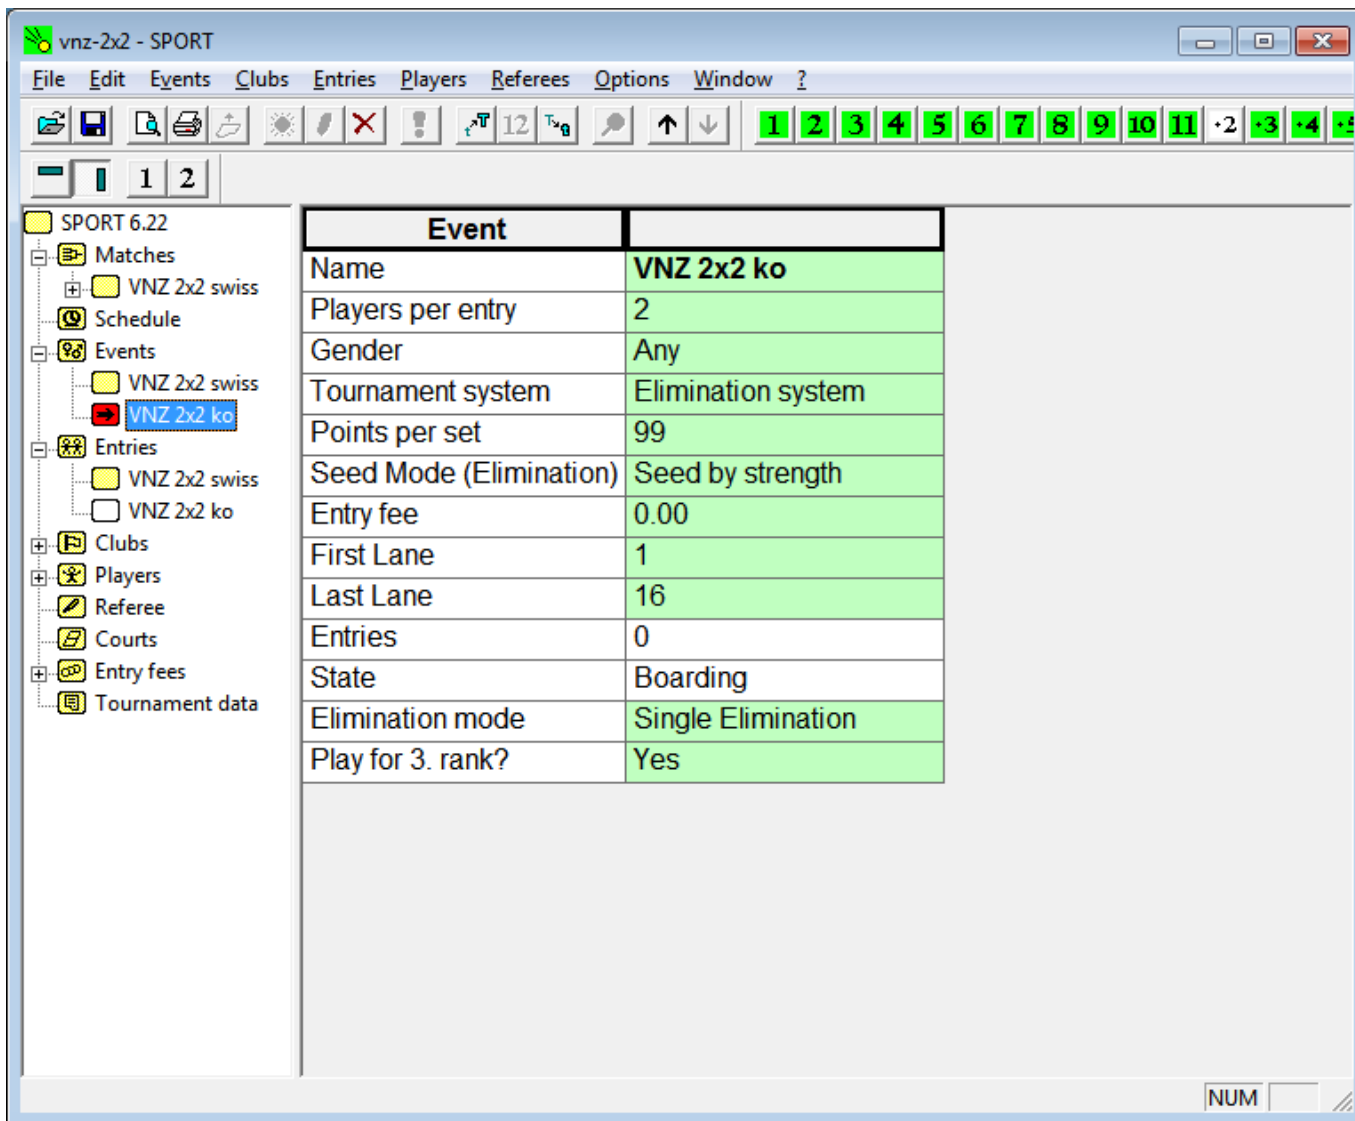 vnz-2x2 - SPORT
File Edit Events Clubs Entries Players Referees Options Window ?
12 1 2 3 4 5 6 7 8 9 10 11 +2 +3 +4
1 2
SPORT 6.22
Matches
VNZ 2x2 swiss
Schedule
Events
VNZ 2x2 swiss
VNZ 2x2 ko
Entries
VNZ 2x2 swiss
VNZ 2x2 ko
Clubs
Players
Referee
Courts
Entry fees
Tournament data
Event
Name VNZ 2x2 ko
Players per entry 2
Gender Any
Tournament system Elimination system
Points per set 99
Seed Mode (Elimination) Seed by strength
Entry fee 0.00
First Lane 1
Last Lane 16
Entries 0
State Boarding
Elimination mode Single Elimination
Play for 3. rank? Yes
NUM